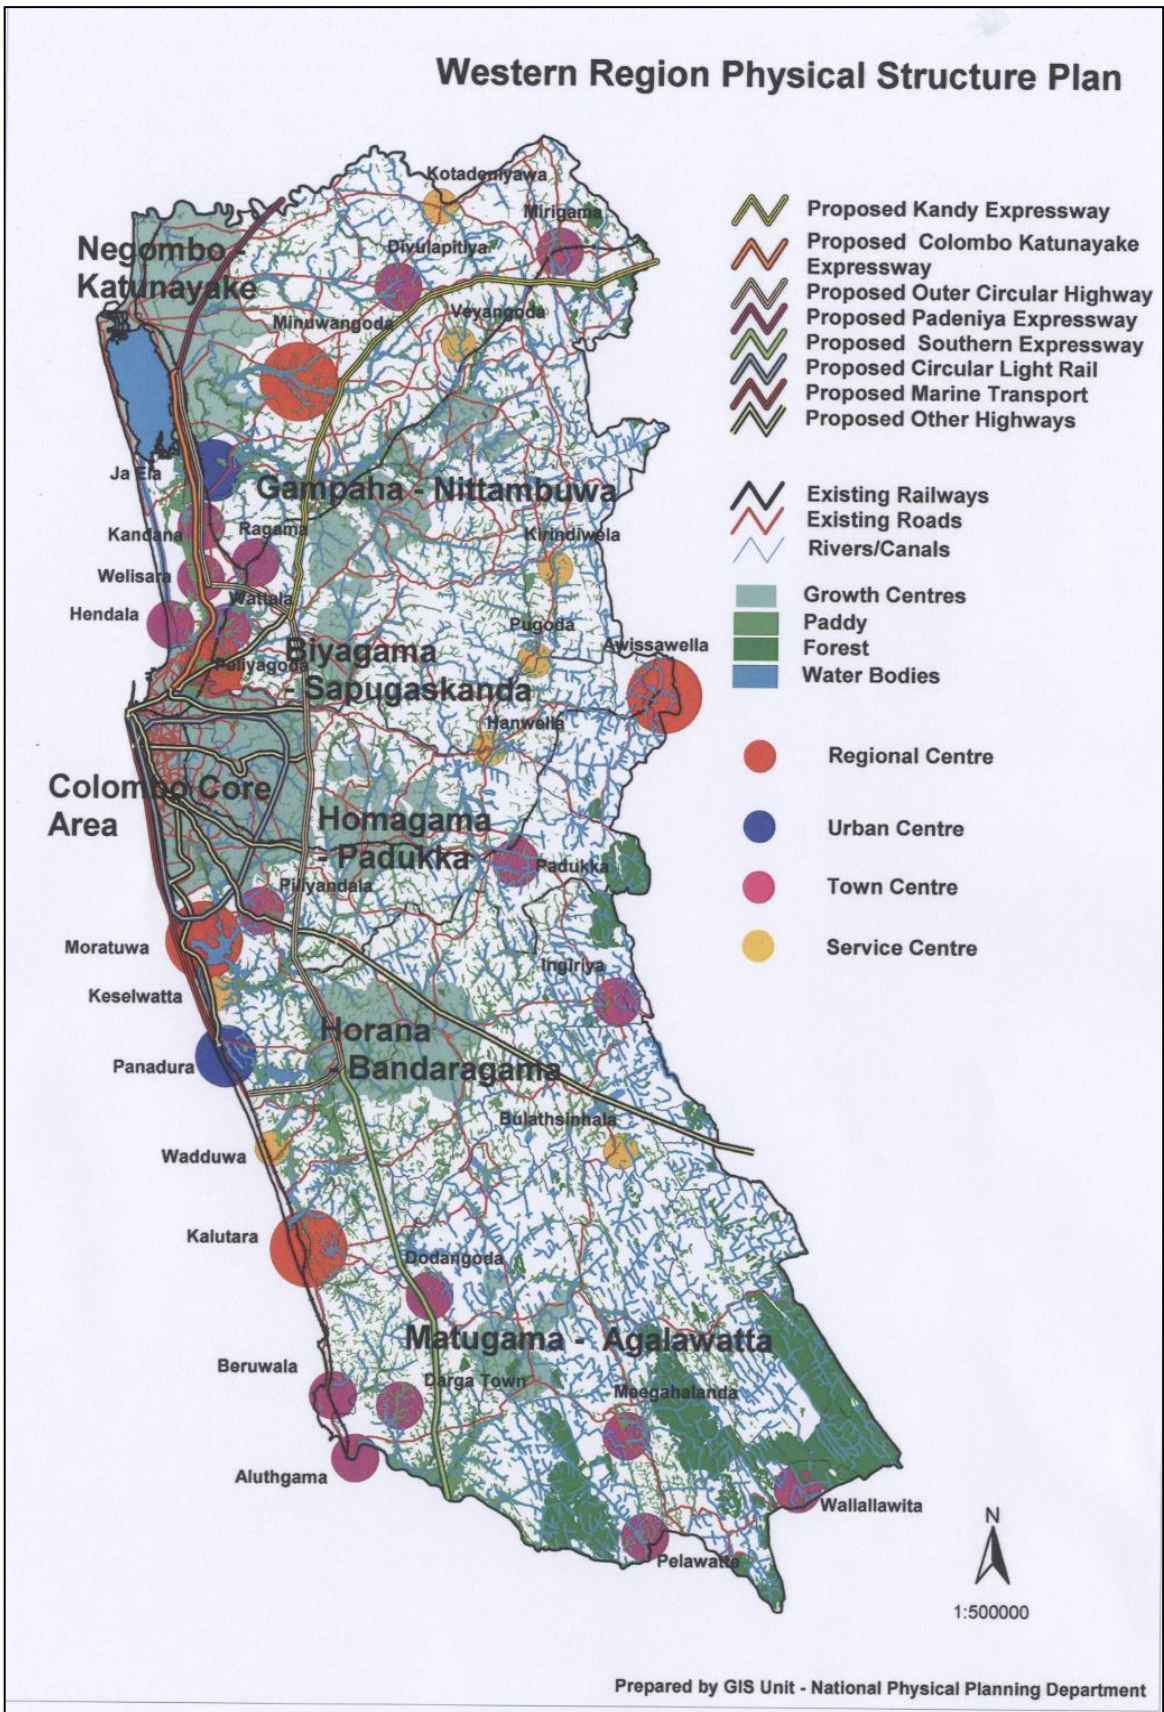 Western Region Physical Structure Plan
Kotadeniyawa
Mirigama
Negombo -
Katunayake
Divulapitiya
Minuwangoda
Veyangoda
Ja Ela
Gampaha - Nittambuwa
Kandana
Ragama
Kirindiwela
Welisara
Wattala
Hendala
Pugoda
Awissawella
Biyagama
Peliyagoda
- Sapugaskanda
Hanwella
Colombo Core
Area
Homagama
- Padukka
Padukka
Piliyandala
Moratuwa
Ingiriya
Keselwatta
Horana
- Bandaragama
Panadura
Bulathsinhala
Wadduwa
Kalutara
Dodangoda
Matugama - Agalawatta
Beruwala
Darga Town
Meegahalanda
Aluthgama
Wallallawita
Pelawatte
Proposed Kandy Expressway
Proposed Colombo Katunayake
Expressway
Proposed Outer Circular Highway
Proposed Padeniya Expressway
Proposed Southern Expressway
Proposed Circular Light Rail
Proposed Marine Transport
Proposed Other Highways
Existing Railways
Existing Roads
Rivers/Canals
Growth Centres
Paddy
Forest
Water Bodies
Regional Centre
Urban Centre
Town Centre
Service Centre
N
1:500000
Prepared by GIS Unit - National Physical Planning Department